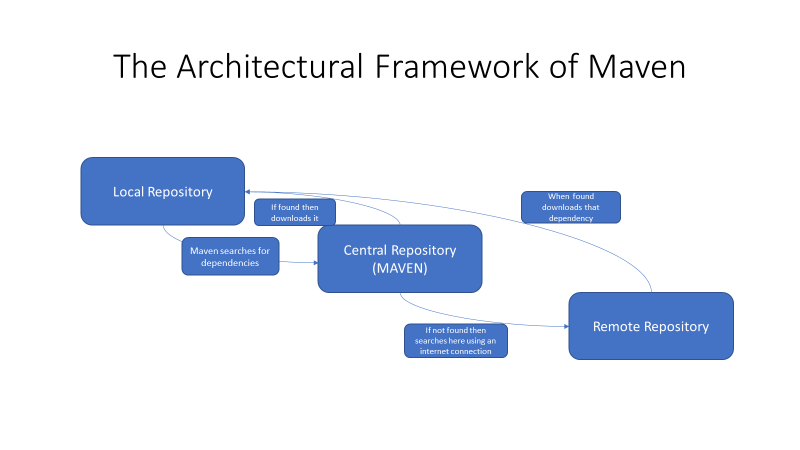 The Architectural Framework of Maven
Local Repository
If found then
downloads it
When found
downloads that
dependency
Maven searches for
dependencies
Central Repository
(MAVEN)
Remote Repository
If not found then
searches here using an
internet connection